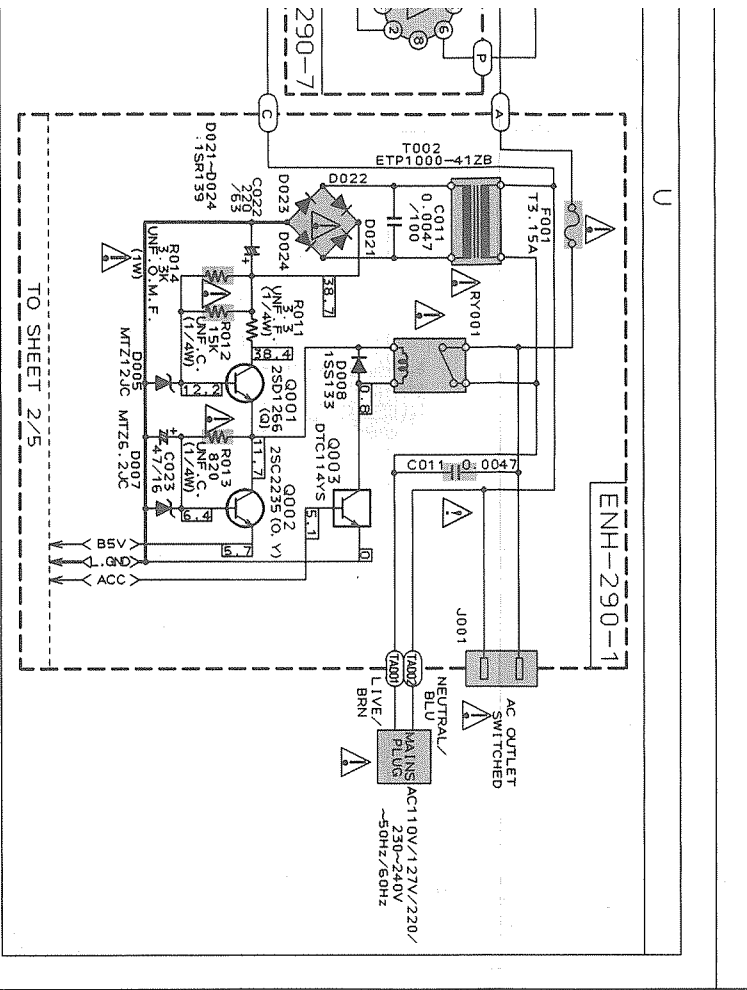 U
290-7
2
8
6
P
C
A
ENH-290-1
T002
ETP1000-41ZB
F001
T3.15A
D021~D024
:1SR139
C022
220
/63
D023
D022
D024
D021
C011
0.0047
/100
RY001
38.7
R014
3.3K
UNF.O.M.F.
(1W)
R012
15K
UNF.C.
(1/4W)
R011
3.3
UNF.F.
(1/4W)
38.4
D005
MTZ12JC
12.2
Q001
2SD1266
(Q)
D008
1SS133
0.8
R013
820
UNF.C.
(1/4W)
11.7
C023
47/16
D007
MTZ6.2JC
6.4
Q002
2SC2235(O,Y)
5.7
Q003
DTC114YS
5.1
0
C011 0.0047
B5V
L.GND
ACC
TO SHEET 2/5
J001
AC OUTLET
SWITCHED
TAD01
TAD02
NEUTRAL/
BLU
LIVE/
BRN
MAINS
PLUG
AC110V/127V/220/
230~240V
~50Hz/60Hz